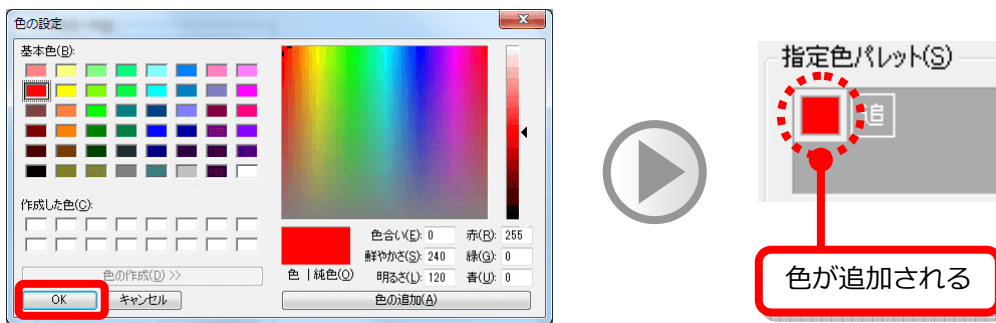 色の設定
基本色(B):
作成した色(C):
色の作成(D) >>
OK
キャンセル
色 | 純色(O)
色合い(E): 0
鮮やかさ(S): 240
明るさ(L): 120
赤(R): 255
緑(G): 0
青(U): 0
色の追加(A)
指定色パレット(S)
追
色が追加される